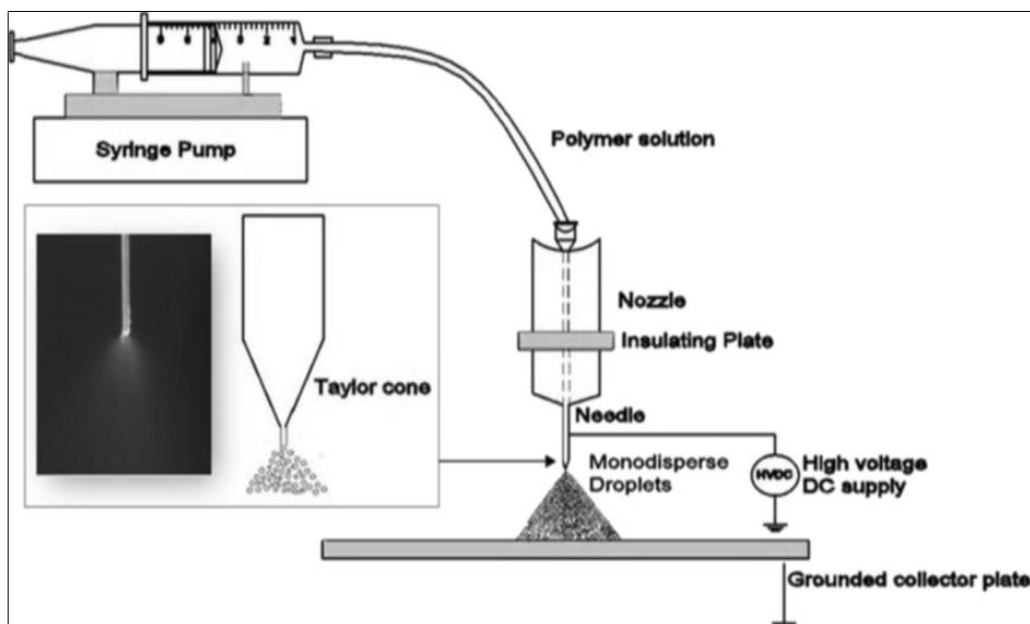 Syringe Pump
Polymer solution
Nozzle
Insulating Plate
Taylor cone
Needle
Monodisperse
Droplets
HVDC
High voltage
DC supply
Grounded collector plate